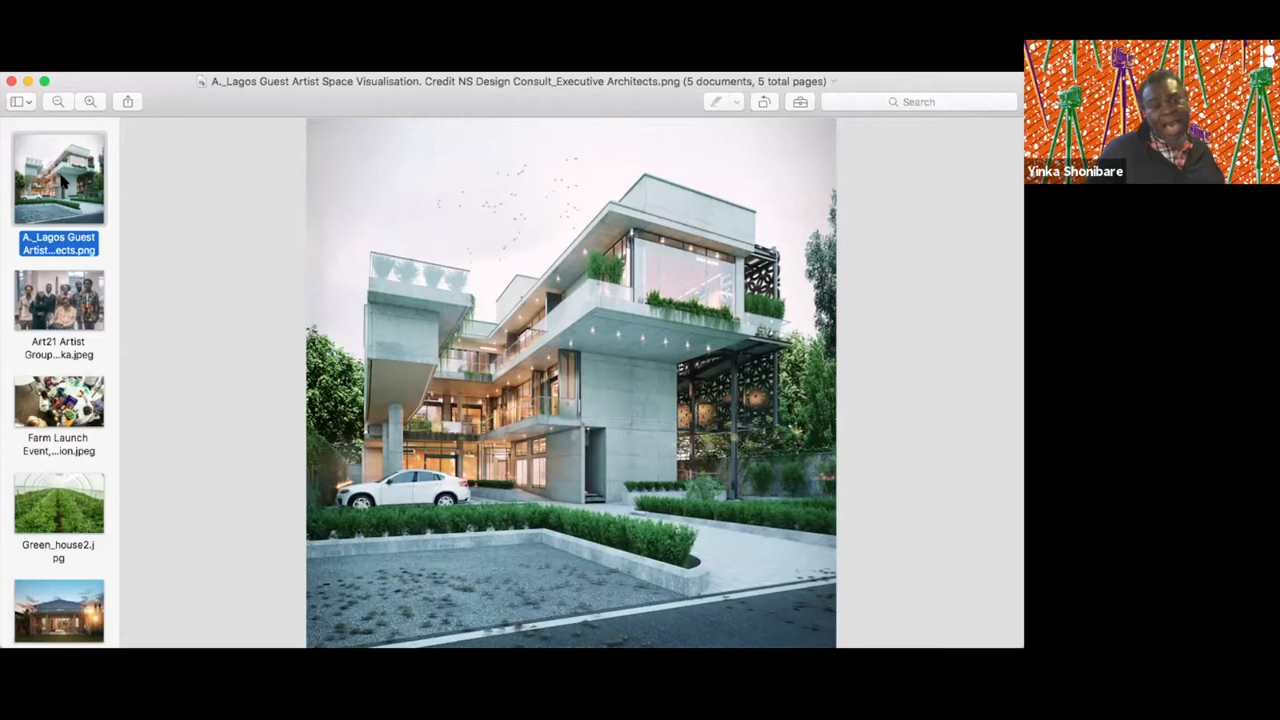 A._Lagos Guest Artist Space Visualisation. Credit NS Design Consult_Executive Architects.png (5 documents, 5 total pages)
Search
Yinka Shonibare
A._Lagos Guest
Artist...ects.png
Art21 Artist
Group...ka.jpeg
Farm Launch
Event,...ion.jpeg
Green_house2.j
pg